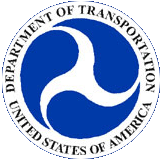 DEPARTMENT OF TRANSPORTATION
UNITED STATES OF AMERICA